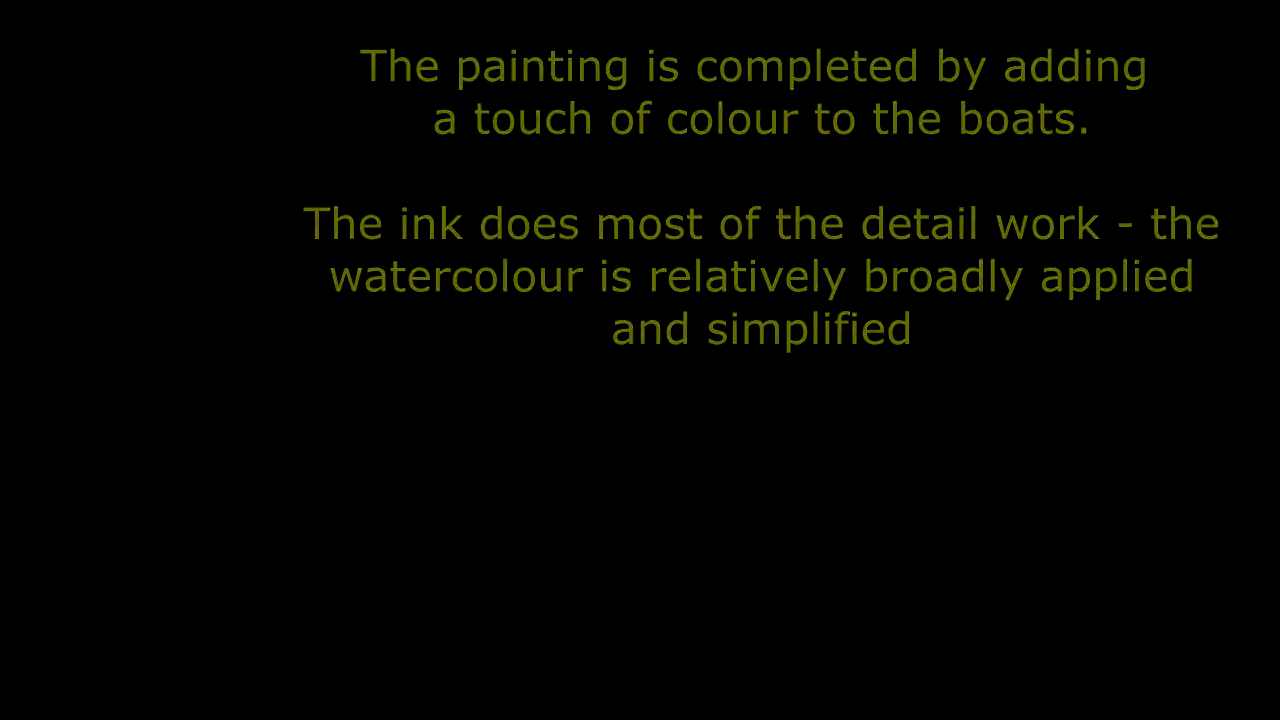 The painting is completed by adding
a touch of colour to the boats.
The ink does most of the detail work - the
watercolour is relatively broadly applied
and simplified